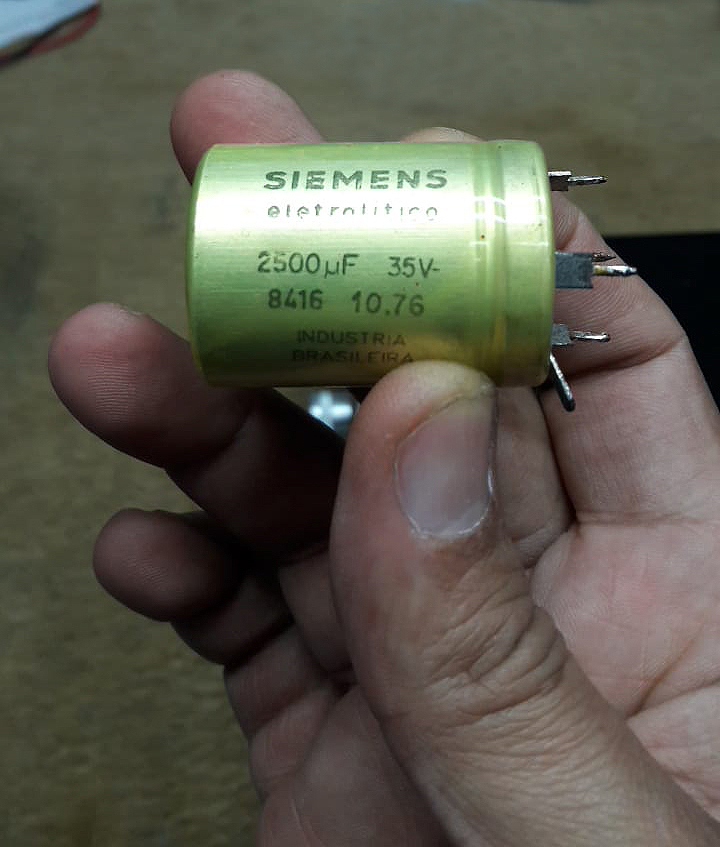 SIEMENS
eletrolitico
2500µF 35V-
8416 10.76
INDUSTRIA
BRASILEIRA